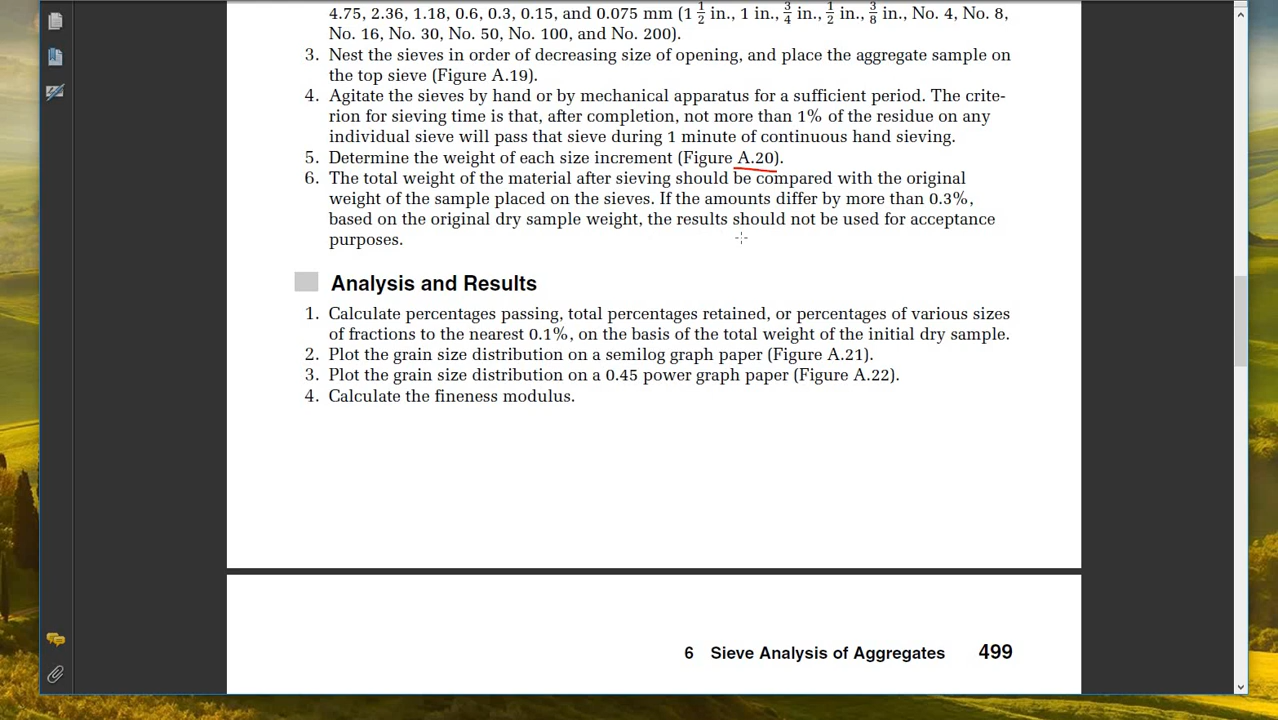 4.75, 2.36, 1.18, 0.6, 0.3, 0.15, and 0.075 mm (1 1/2 in., 1 in., 3/4 in., 1/2 in., 3/8 in., No. 4, No. 8,
No. 16, No. 30, No. 50, No. 100, and No. 200).
3. Nest the sieves in order of decreasing size of opening, and place the aggregate sample on
the top sieve (Figure A.19).
4. Agitate the sieves by hand or by mechanical apparatus for a sufficient period. The crite-
rion for sieving time is that, after completion, not more than 1% of the residue on any
individual sieve will pass that sieve during 1 minute of continuous hand sieving.
5. Determine the weight of each size increment (Figure A.20).
6. The total weight of the material after sieving should be compared with the original
weight of the sample placed on the sieves. If the amounts differ by more than 0.3%,
based on the original dry sample weight, the results should not be used for acceptance
purposes.
Analysis and Results
1. Calculate percentages passing, total percentages retained, or percentages of various sizes
of fractions to the nearest 0.1%, on the basis of the total weight of the initial dry sample.
2. Plot the grain size distribution on a semilog graph paper (Figure A.21).
3. Plot the grain size distribution on a 0.45 power graph paper (Figure A.22).
4. Calculate the fineness modulus.
6 Sieve Analysis of Aggregates 499